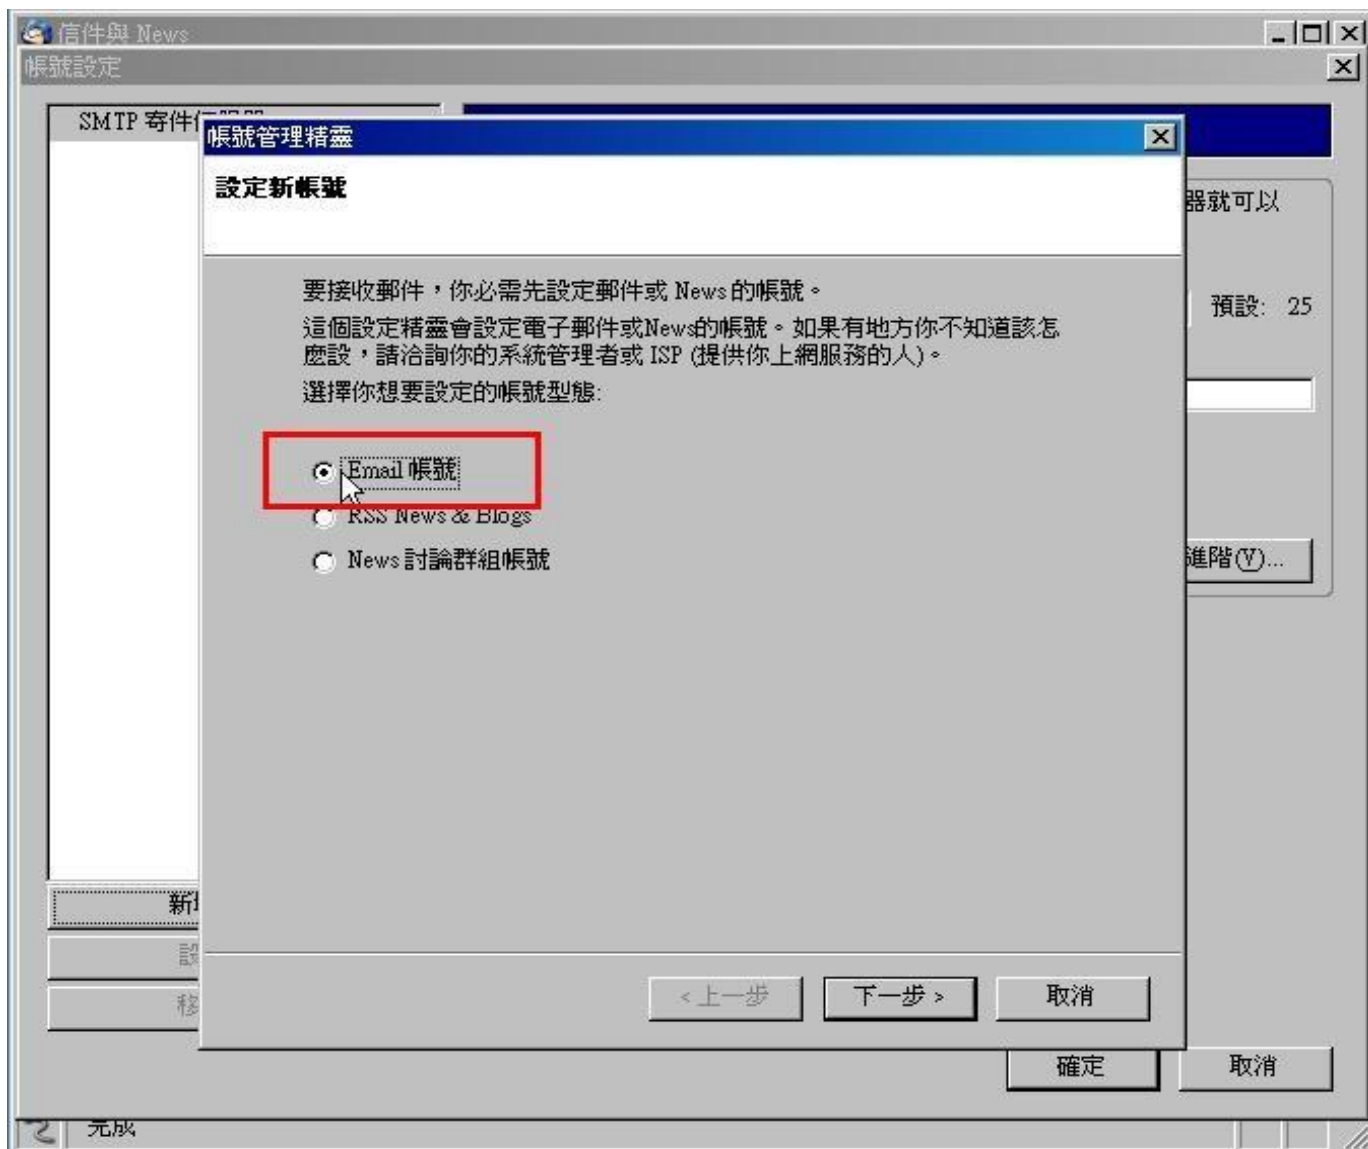 信件與 News
帳號設定
SMTP 寄件
帳號管理精靈
設定新帳號
器就可以
要接收郵件，你必需先設定郵件或 News 的帳號。
預設: 25
這個設定精靈會設定電子郵件或News的帳號。如果有地方你不知道該怎
麼設，請洽詢你的系統管理者或 ISP (提供你上網服務的人)。
選擇你想要設定的帳號型態:
Email 帳號
RSS News & Blogs
News 討論群組帳號
進階(V)...
新
設
移
<上一步
下一步 >
取消
確定
取消
完成